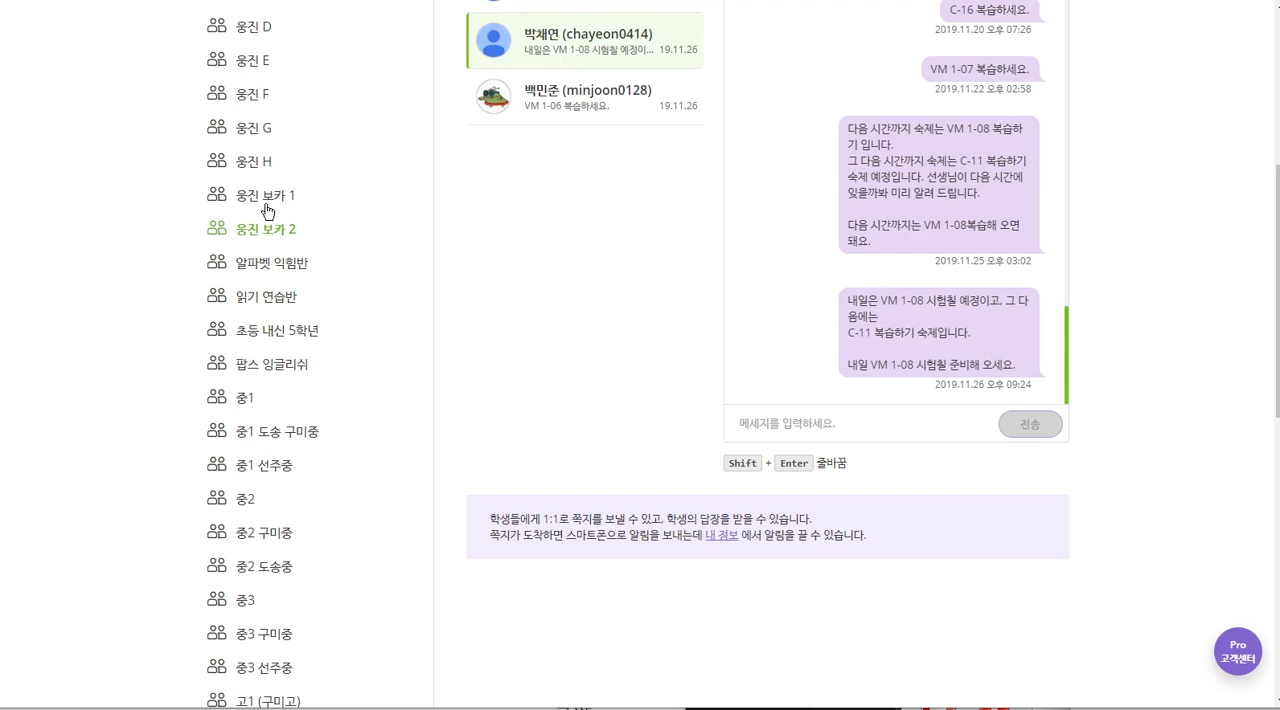 웅진 D
웅진 E
웅진 F
웅진 G
웅진 H
웅진 보카 1
웅진 보카 2
알파벳 익힘반
읽기 연습반
초등 내신 5학년
팝스 잉글리쉬
중1
중1 도송 구미중
중1 선주중
중2
중2 구미중
중2 도송중
중3
중3 구미중
중3 선주중
고1 (구미고)
박채연 (chayeon0414)
내일은 VM 1-08 시험칠 예정이... 19.11.26
백민준 (minjoon0128)
VM 1-06 복습하세요. 19.11.26
C-16 복습하세요.
2019.11.20 오후 07:26
VM 1-07 복습하세요.
2019.11.22 오후 02:58
다음 시간까지 숙제는 VM 1-08 복습하
기 입니다.
그 다음 시간까지 숙제는 C-11 복습하기
숙제 예정입니다. 선생님이 다음 시간에
잊을까봐 미리 알려 드립니다.
다음 시간까지는 VM 1-08복습해 오면
돼요.
2019.11.25 오후 03:02
내일은 VM 1-08 시험칠 예정이고, 그 다
음에는
C-11 복습하기 숙제입니다.
내일 VM 1-08 시험칠 준비해 오세요.
2019.11.26 오후 09:24
메세지를 입력하세요.
전송
Shift + Enter 줄바꿈
학생들에게 1:1로 쪽지를 보낼 수 있고, 학생의 답장을 받을 수 있습니다.
쪽지가 도착하면 스마트폰으로 알림을 보내는데 내 정보 에서 알림을 끌 수 있습니다.
Pro
고객센터